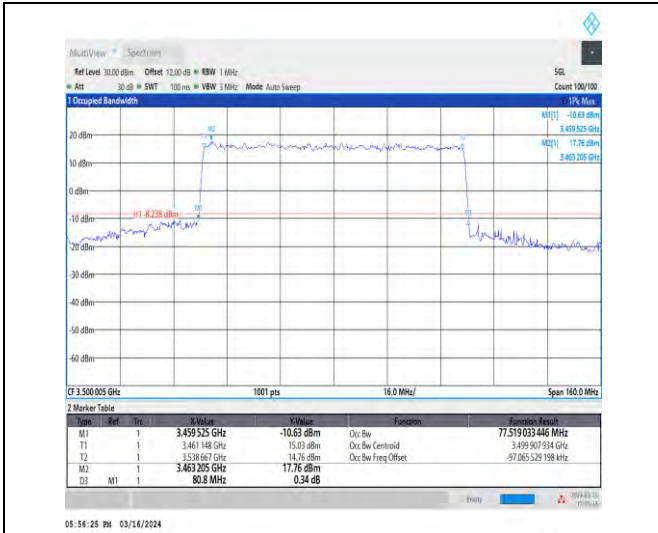 MultiView Spectrum
Ref Level 30.00 dBm Offset 12.00 dB RBW 1 MHz SGL
Att 30 dB SWT 100 ms VBW 3 MHz Mode Auto Sweep Count 100/100
1 Occupied Bandwidth 1Pk Max
M1[1] -10.63 dBm
3.459 525 GHz
20 dBm M2 M2[1] 17.76 dBm
3.463 205 GHz
10 dBm
0 dBm
-10 dBm H1 -8.238 dBm M1 D3
-20 dBm
-30 dBm
-40 dBm
-50 dBm
-60 dBm
CF 3.500 005 GHz 1001 pts 16.0 MHz/ Span 160.0 MHz
2 Marker Table
Type Ref Trc X-Value Y-Value Function Function Result
M1 1 3.459 525 GHz -10.63 dBm Occ Bw 77.519 033 446 MHz
T1 1 3.461 148 GHz 15.03 dBm Occ Bw Centroid 3.499 907 934 GHz
T2 1 3.538 667 GHz 14.76 dBm Occ Bw Freq Offset -97.065 529 198 kHz
M2 1 3.463 205 GHz 17.76 dBm
D3 M1 1 80.8 MHz 0.34 dB
05:56:25 PM 03/16/2024